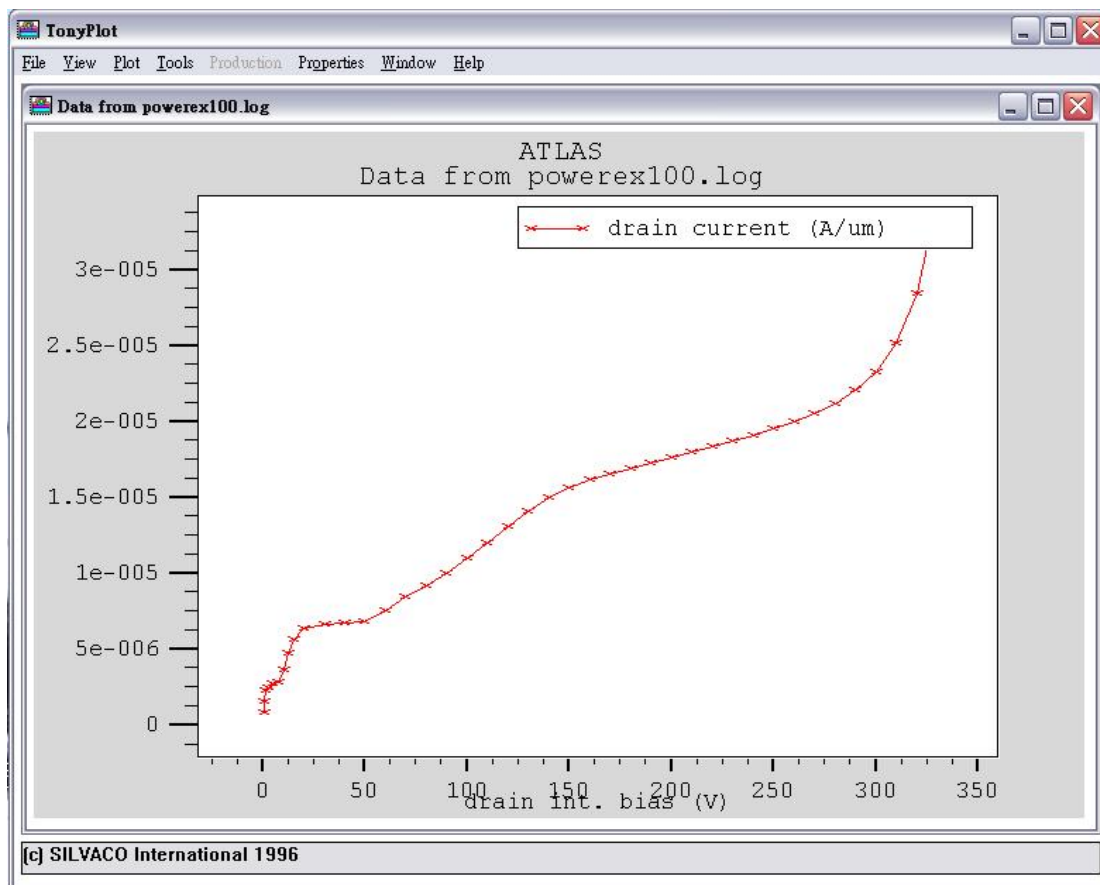 TonyPlot
File View Plot Tools Production Properties Window Help
Data from powerex100.log
ATLAS
Data from powerex100.log
drain current (A/um)
3e-005
2.5e-005
2e-005
1.5e-005
1e-005
5e-006
0
0 50 100 150 200 250 300 350
drain int. bias (V)
(c) SILVACO International 1996